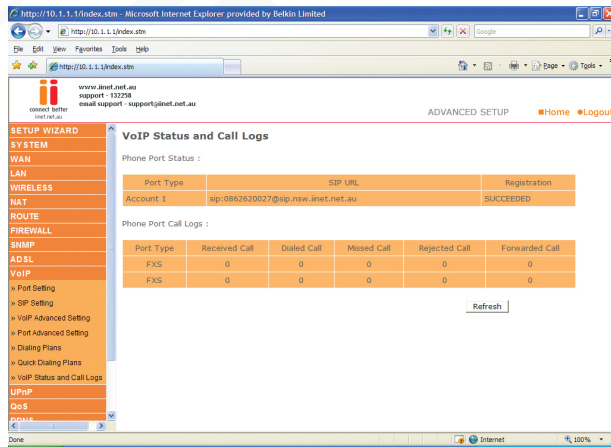 http://10.1.1.1/index.stm - Microsoft Internet Explorer provided by Belkin Limited
http://10.1.1.1/index.stm
Google
File Edit View Favorites Tools Help
http://10.1.1.1/index.stm
Page Tools
www.iinet.net.au
support - 132258
email support - support@iinet.net.au
connect better
iinet.net.au
ADVANCED SETUP Home Logout
SETUP WIZARD
SYSTEM
WAN
LAN
WIRELESS
NAT
ROUTE
FIREWALL
SNMP
ADSL
VoIP
» Port Setting
» SIP Setting
» VoIP Advanced Setting
» Port Advanced Setting
» Dialing Plans
» Quick Dialing Plans
» VoIP Status and Call Logs
UPnP
QoS
DDNS
VoIP Status and Call Logs
Phone Port Status :
Port Type SIP URL Registration
Account 1 sip:0862620027@sip.nsw.iinet.net.au SUCCEEDED
Phone Port Call Logs :
Port Type Received Call Dialed Call Missed Call Rejected Call Forwarded Call
FXS 0 0 0 0 0
FXS 0 0 0 0 0
Refresh
Done Internet 100%